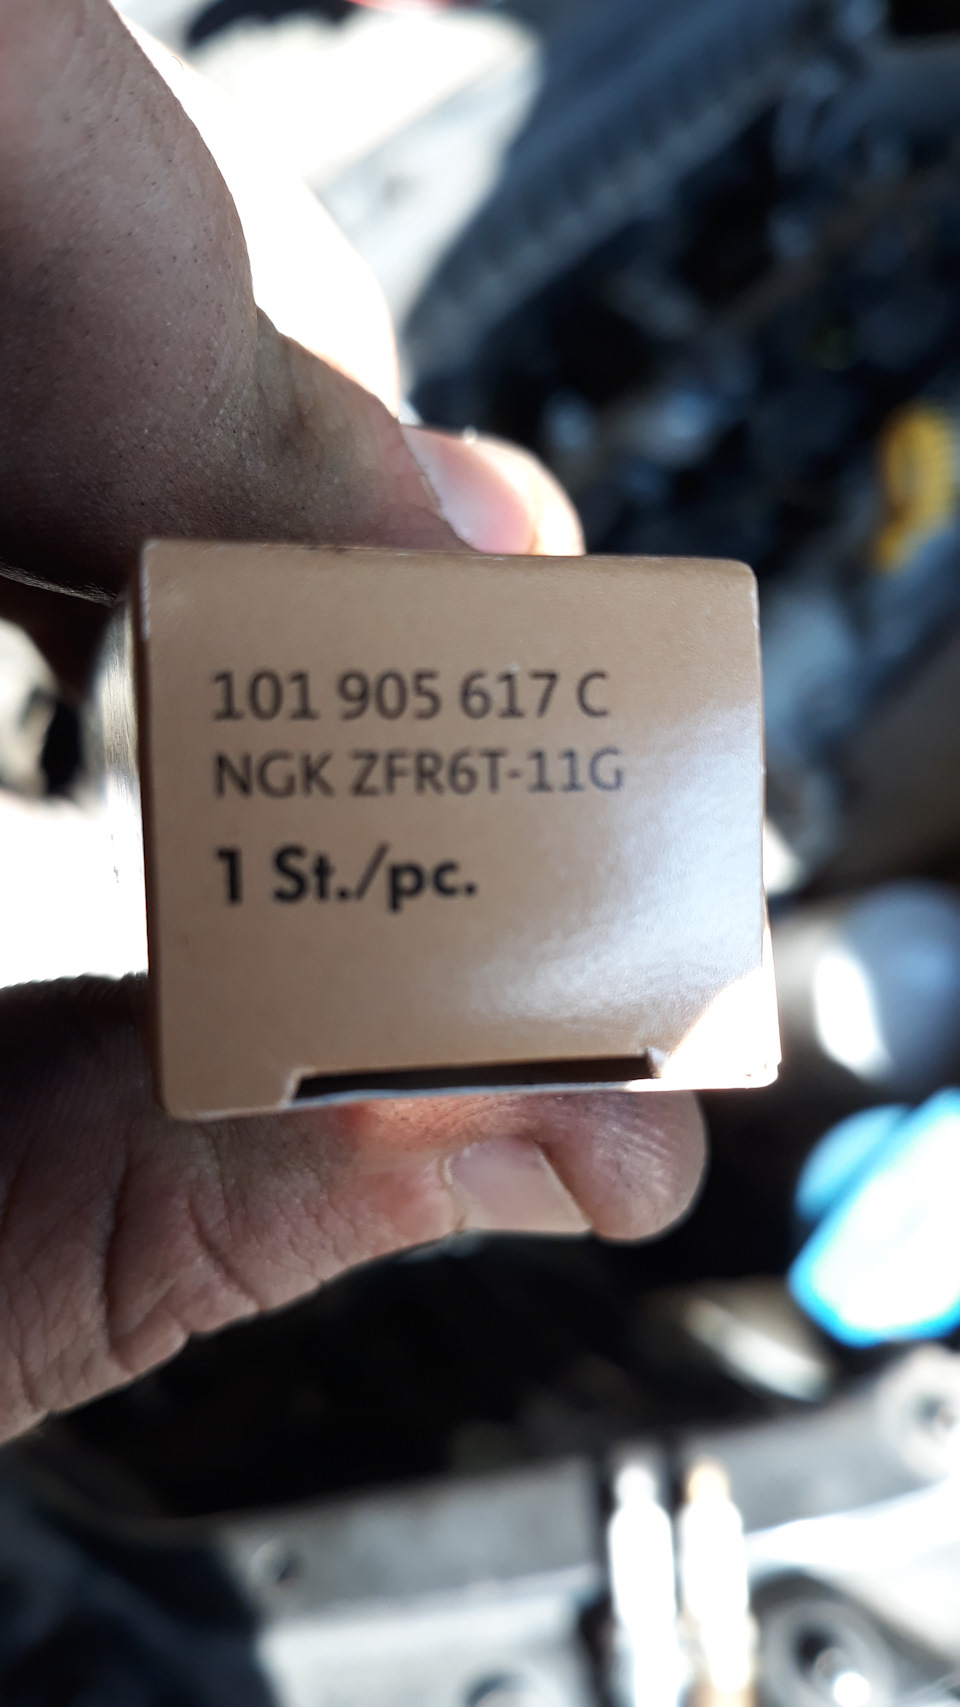 101 905 617 C
NGK ZFR6T-11G
1 St./pc.